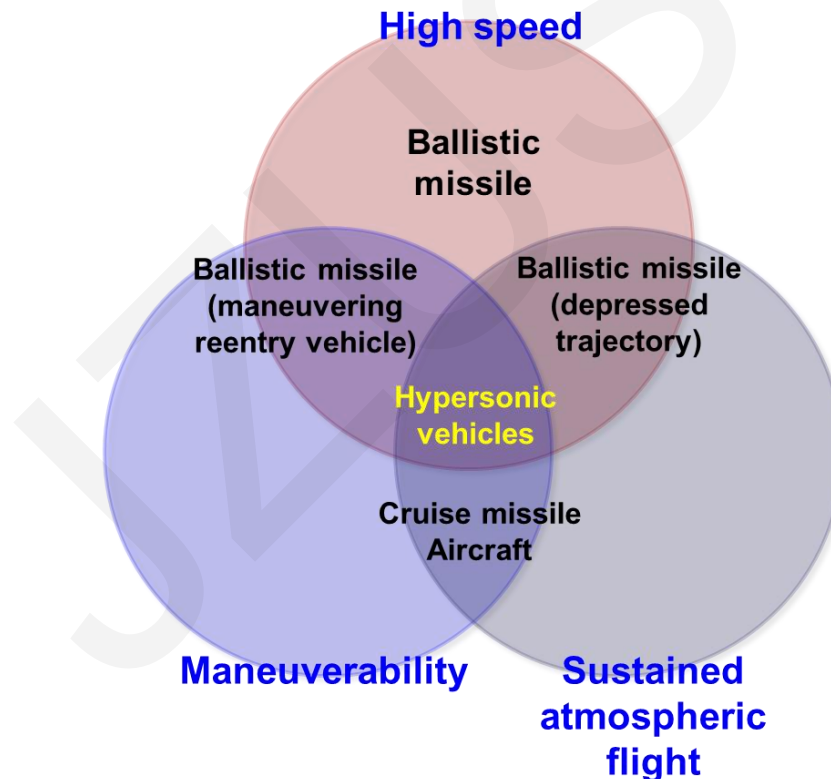 High speed
Ballistic
missile
Ballistic missile
(maneuvering
reentry vehicle)
Ballistic missile
(depressed
trajectory)
Hypersonic
vehicles
Cruise missile
Aircraft
Maneuverability
Sustained
atmospheric
flight
JZUS